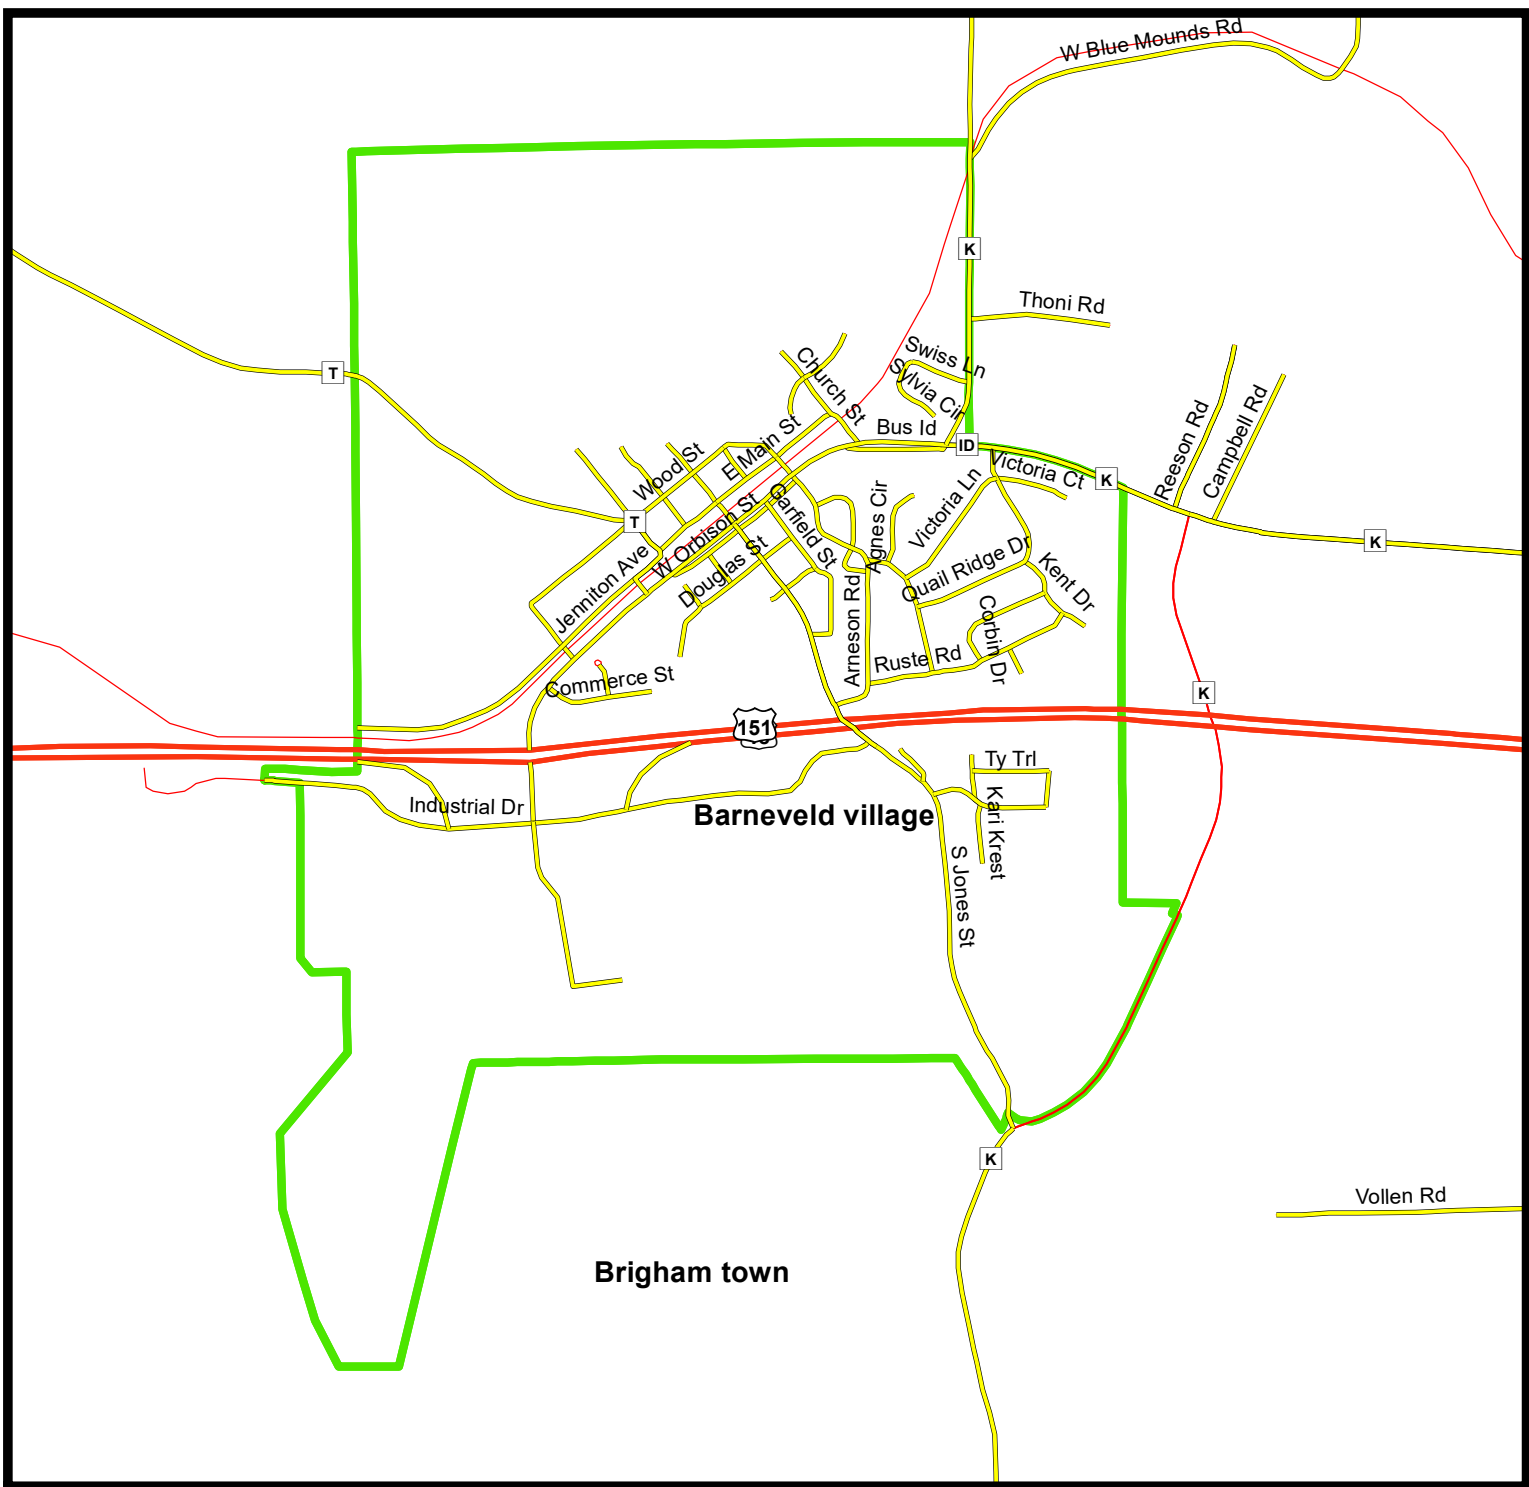 W Blue Mounds Rd
K
Thoni Rd
Swiss Ln
Sylvia Cir
Church St
T
Bus Id
ID
Reeson Rd
Campbell Rd
E Main St
Wood St
Victoria Ct
K
Victoria Ln
T
W Orbison St
Garfield St
Agnes Cir
K
Jenniton Ave
Douglas St
Quail Ridge Dr
Kent Dr
Arneson Rd
Corbin Dr
Ruste Rd
Commerce St
K
151
Ty Trl
Industrial Dr
Barneveld village
Kari Krest
S Jones St
K
Vollen Rd
Brigham town